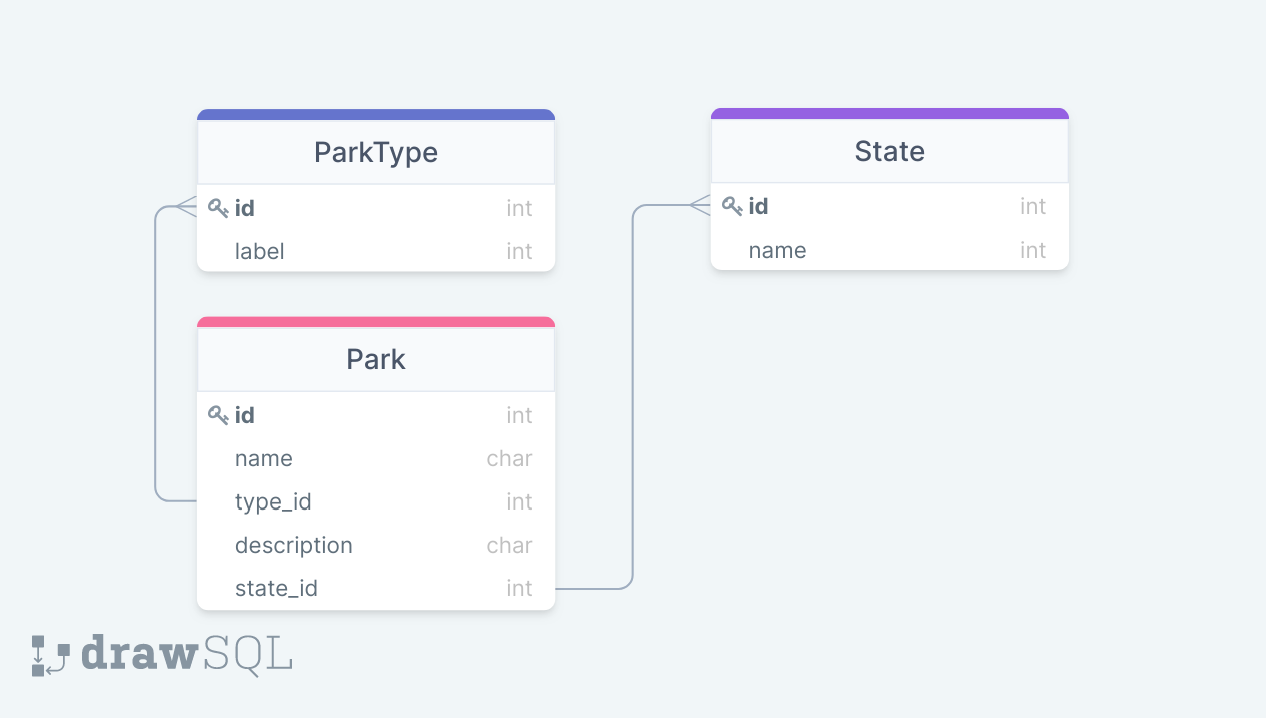 ParkType
id int
label int
State
id int
name int
Park
id int
name char
type_id int
description char
state_id int
drawSQL